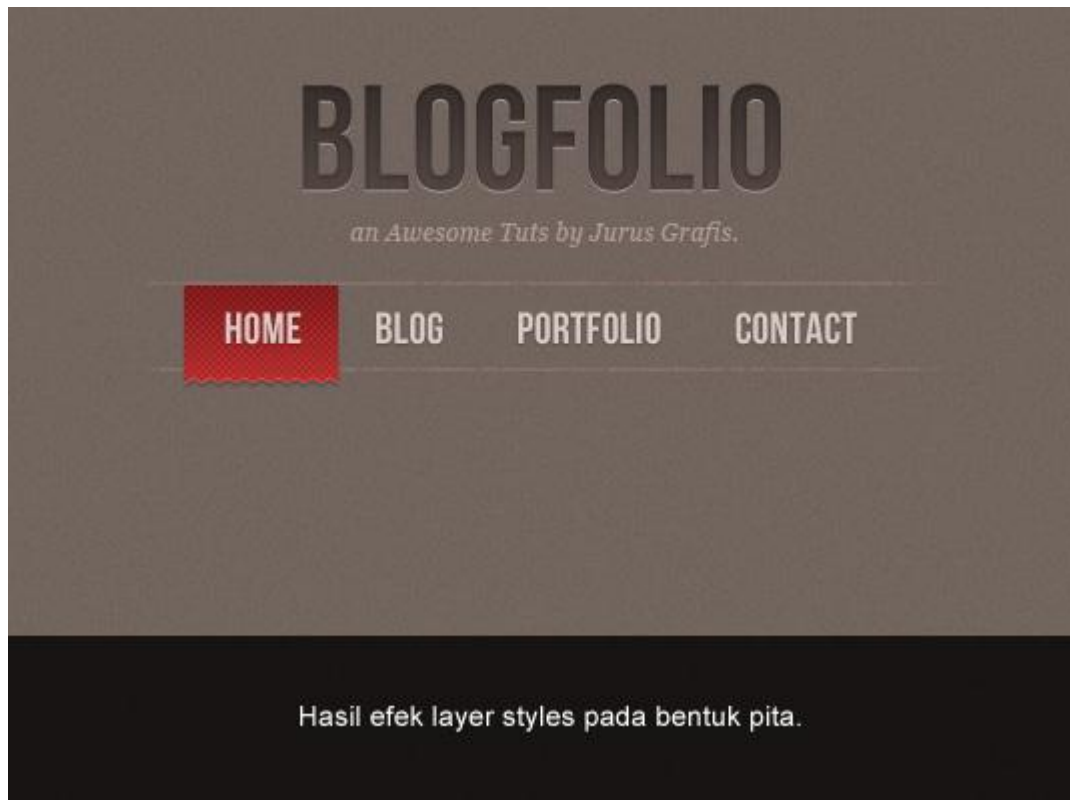 BLOGFOLIO
an Awesome Tuts by Jurus Grafis.
HOME BLOG PORTFOLIO CONTACT
Hasil efek layer styles pada bentuk pita.